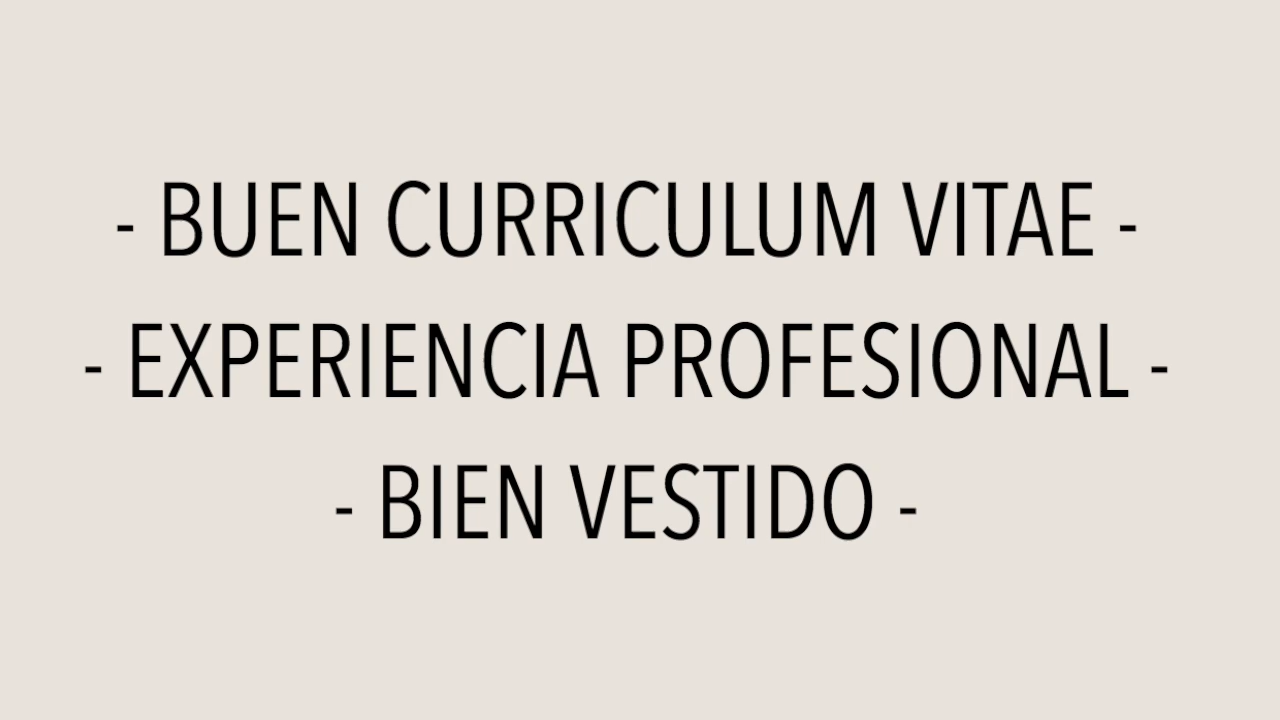 - BUEN CURRICULUM VITAE -
- EXPERIENCIA PROFESIONAL -
- BIEN VESTIDO -